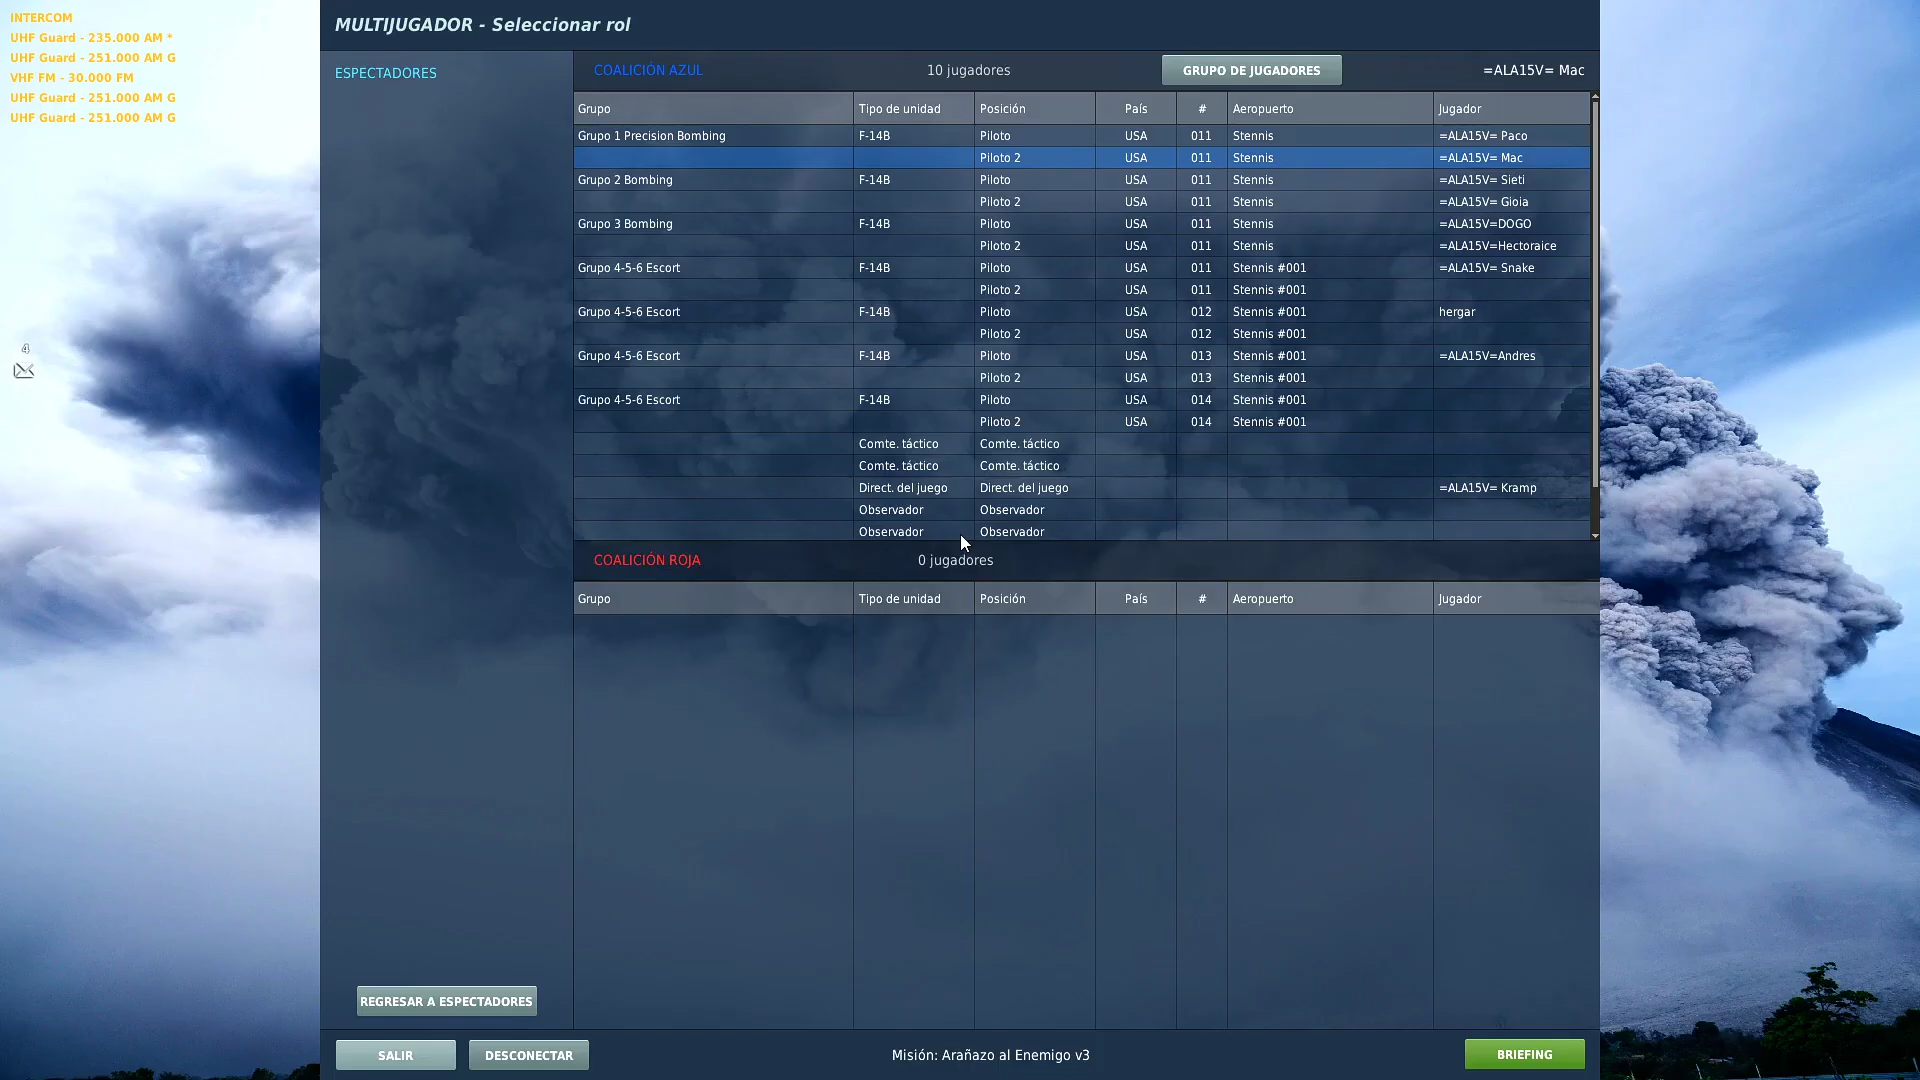 INTERCOM
UHF Guard - 235.000 AM *
UHF Guard - 251.000 AM G
VHF FM - 30.000 FM
UHF Guard - 251.000 AM G
UHF Guard - 251.000 AM G
4
MULTIJUGADOR - Seleccionar rol
ESPECTADORES
COALICIÓN AZUL 10 jugadores GRUPO DE JUGADORES =ALA15V= Mac
Grupo Tipo de unidad Posición País # Aeropuerto Jugador
Grupo 1 Precision Bombing F-14B Piloto USA 011 Stennis =ALA15V= Paco
Piloto 2 USA 011 Stennis =ALA15V= Mac
Grupo 2 Bombing F-14B Piloto USA 011 Stennis =ALA15V= Sieti
Piloto 2 USA 011 Stennis =ALA15V= Gioia
Grupo 3 Bombing F-14B Piloto USA 011 Stennis =ALA15V=DOGO
Piloto 2 USA 011 Stennis =ALA15V=Hectoraice
Grupo 4-5-6 Escort F-14B Piloto USA 011 Stennis #001 =ALA15V= Snake
Piloto 2 USA 011 Stennis #001
Grupo 4-5-6 Escort F-14B Piloto USA 012 Stennis #001 hergar
Piloto 2 USA 012 Stennis #001
Grupo 4-5-6 Escort F-14B Piloto USA 013 Stennis #001 =ALA15V=Andres
Piloto 2 USA 013 Stennis #001
Grupo 4-5-6 Escort F-14B Piloto USA 014 Stennis #001
Piloto 2 USA 014 Stennis #001
Comte. táctico Comte. táctico
Comte. táctico Comte. táctico
Direct. del juego Direct. del juego =ALA15V= Kramp
Observador Observador
Observador Observador
COALICIÓN ROJA 0 jugadores
Grupo Tipo de unidad Posición País # Aeropuerto Jugador
REGRESAR A ESPECTADORES
SALIR DESCONECTAR Misión: Arañazo al Enemigo v3 BRIEFING